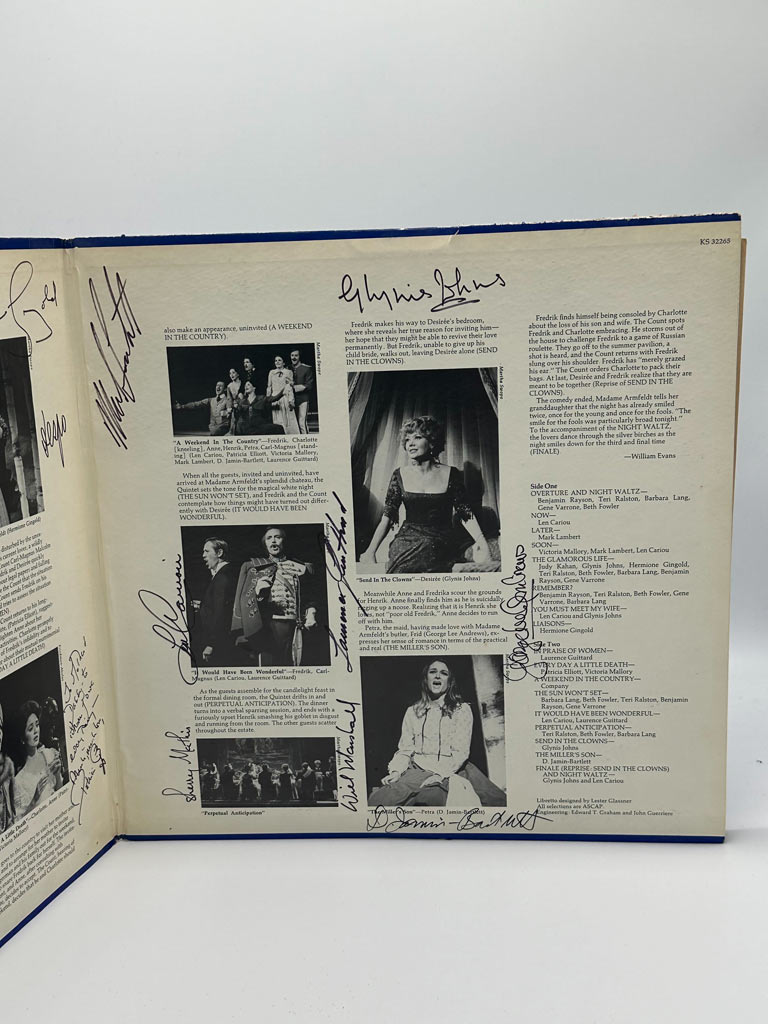 KS 32265
Glynis Johns
also make an appearance, uninvited (A WEEKEND
IN THE COUNTRY).
Martha Swope
"A Weekend In The Country"—Fredrik, Charlotte
[kneeling], Anne, Henrik, Petra, Carl-Magnus [stand-
ing] (Len Cariou, Patricia Elliott, Victoria Mallory,
Mark Lambert, D. Jamin-Bartlett, Laurence Guittard)
When all the guests, invited and uninvited, have
arrived at Madame Armfeldt's splendid chateau, the
Quintet sets the tone for the magical white night
(THE SUN WON'T SET), and Fredrik and the Count
contemplate how things might have turned out differ-
ently with Desirée (IT WOULD HAVE BEEN
WONDERFUL).
Len Cariou
Laurence Guittard
"It Would Have Been Wonderful"—Fredrik, Carl-
Magnus (Len Cariou, Laurence Guittard)
As the guests assemble for the candlelight feast in
the formal dining room, the Quintet drifts in and
out (PERPETUAL ANTICIPATION). The dinner
turns into a verbal sparring session, and ends with a
furiously upset Henrik smashing his goblet in disgust
and running from the room. The other guests scatter
throughout the estate.
"Perpetual Anticipation"
Fredrik makes his way to Desirée's bedroom,
where she reveals her true reason for inviting him—
her hope that they might be able to revive their love
permanently. But Fredrik, unable to give up his
child bride, walks out, leaving Desirée alone (SEND
IN THE CLOWNS).
Martha Swope
"Send In The Clowns"—Desirée (Glynis Johns)
Meanwhile Anne and Fredrika scour the grounds
for Henrik. Anne finally finds him as he is suicidally
rigging up a noose. Realizing that it is Henrik she
loves, not "poor old Fredrik," Anne decides to run
off with him.
Petra, the maid, having made love with Madame
Armfeldt's butler, Frid (George Lee Andrews), ex-
presses her sense of romance in terms of the practical
and real (THE MILLER'S SON).
"The Miller's Son"—Petra (D. Jamin-Bartlett)
D. Jamin-Bartlett
Fredrik finds himself being consoled by Charlotte
about the loss of his son and wife. The Count spots
Fredrik and Charlotte embracing. He storms out of
the house to challenge Fredrik to a game of Russian
roulette. They go off to the summer pavilion, a
shot is heard, and the Count returns with Fredrik
slung over his shoulder. Fredrik has "merely grazed
his ear." The Count orders Charlotte to pack their
bags. At last, Desirée and Fredrik realize that they are
meant to be together (Reprise of SEND IN THE
CLOWNS).
The comedy ended, Madame Armfeldt tells her
granddaughter that the night has already smiled
twice, once for the young and once for the fools. "The
smile for the fools was particularly broad tonight."
To the accompaniment of the NIGHT WALTZ,
the lovers dance through the silver birches as the
night smiles down for the third and final time
(FINALE)
—William Evans
Side One
OVERTURE AND NIGHT WALTZ—
Benjamin Rayson, Teri Ralston, Barbara Lang,
Gene Varrone, Beth Fowler
NOW—
Len Cariou
LATER—
Mark Lambert
SOON—
Victoria Mallory, Mark Lambert, Len Cariou
THE GLAMOROUS LIFE—
Judy Kahan, Glynis Johns, Hermione Gingold,
Teri Ralston, Beth Fowler, Barbara Lang, Benjamin
Rayson, Gene Varrone
REMEMBER?
Benjamin Rayson, Teri Ralston, Beth Fowler, Gene
Varrone, Barbara Lang
YOU MUST MEET MY WIFE—
Len Cariou and Glynis Johns
LIAISONS—
Hermione Gingold
Side Two
IN PRAISE OF WOMEN—
Laurence Guittard
EVERY DAY A LITTLE DEATH—
Patricia Elliott, Victoria Mallory
A WEEKEND IN THE COUNTRY—
Company
THE SUN WON'T SET—
Barbara Lang, Beth Fowler, Teri Ralston, Benjamin
Rayson, Gene Varrone
IT WOULD HAVE BEEN WONDERFUL—
Len Cariou, Laurence Guittard
PERPETUAL ANTICIPATION—
Teri Ralston, Beth Fowler, Barbara Lang
SEND IN THE CLOWNS—
Glynis Johns
THE MILLER'S SON—
D. Jamin-Bartlett
FINALE (REPRISE- SEND IN THE CLOWNS)
AND NIGHT WALTZ—
Glynis Johns and Len Cariou
Libretto designed by Lester Glassner
All selections are ASCAP.
Engineering: Edward T. Graham and John Guerriere